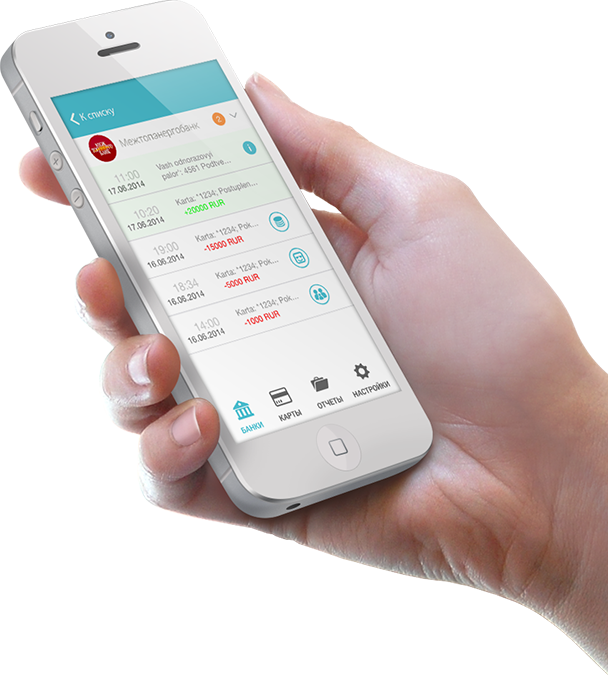 К списку
Межтопэнергобанк
2
11:00
17.06.2014
Vash odnorazovyi
parol': 4561 Podtve...
10:20
17.06.2014
Karta: *1234; Postuplen...
+20000 RUR
19:00
16.06.2014
Karta: *1234; Pok...
-15000 RUR
18:34
16.06.2014
Karta: *1234; Pok...
-5000 RUR
14:00
16.06.2014
Karta: *1234; Pok...
-1000 RUR
БАНКИ
КАРТЫ
ОТЧЕТЫ
НАСТРОЙКИ